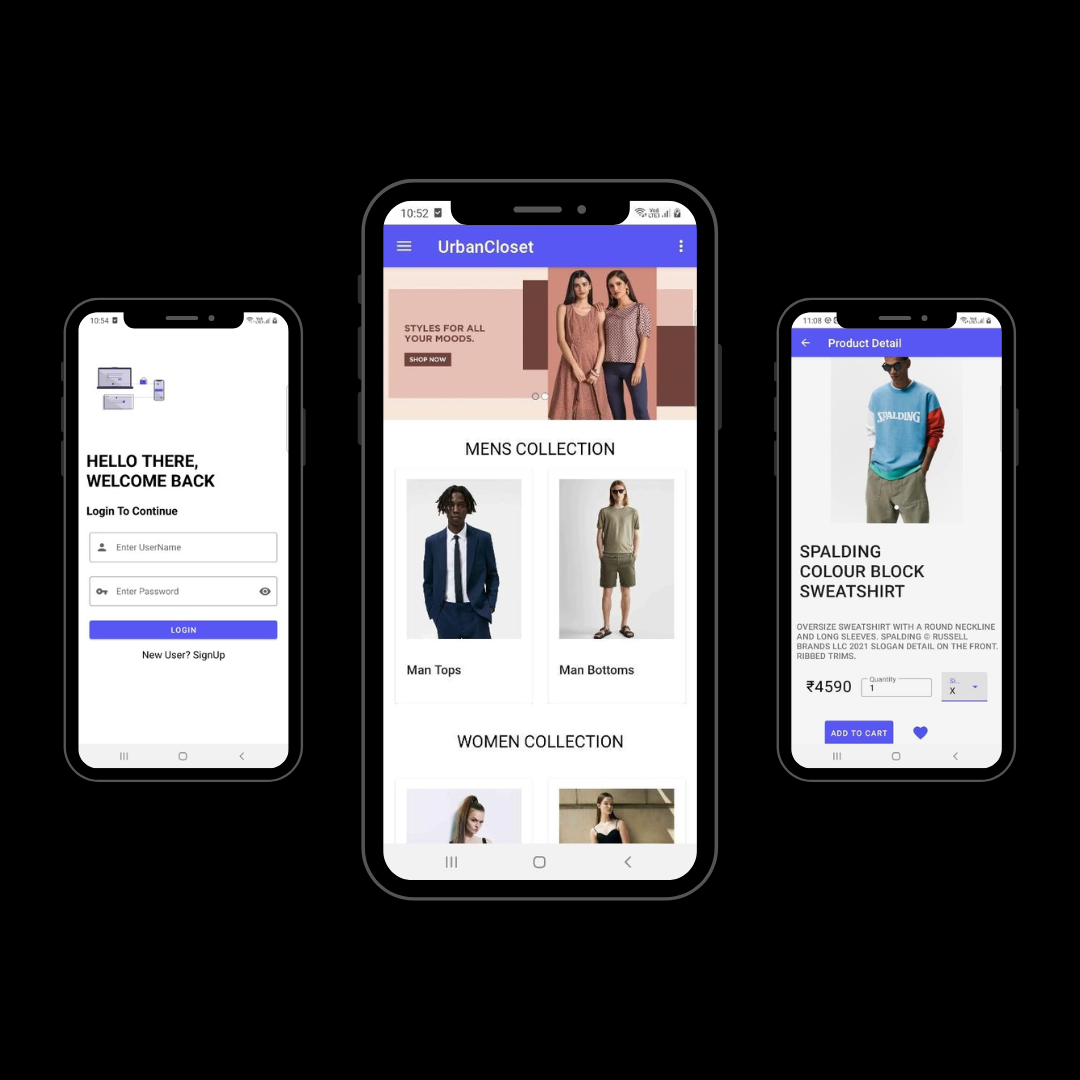 10:54
HELLO THERE,
WELCOME BACK
Login To Continue
Enter UserName
Enter Password
LOGIN
New User? SignUp
10:52
UrbanCloset
STYLES FOR ALL
YOUR MOODS.
SHOP NOW
MENS COLLECTION
Man Tops
Man Bottoms
WOMEN COLLECTION
11:08
Product Detail
SPALDING
SPALDING
COLOUR BLOCK
SWEATSHIRT
OVERSIZE SWEATSHIRT WITH A ROUND NECKLINE
AND LONG SLEEVES. SPALDING © RUSSELL
BRANDS LLC 2021 SLOGAN DETAIL ON THE FRONT.
RIBBED TRIMS.
Quantity
Si..
₹4590
1
X
ADD TO CART